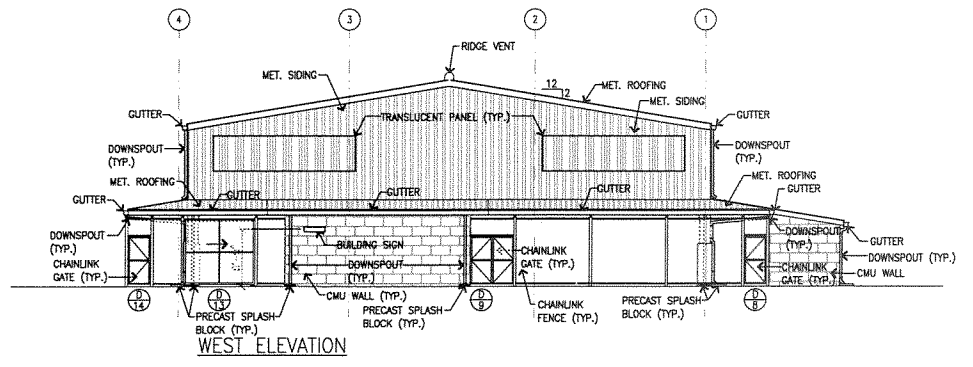 4
3
2
1
RIDGE VENT
MET. SIDING
12
2
MET. ROOFING
MET. SIDING
GUTTER
TRANSLUCENT PANEL (TYP.)
GUTTER
DOWNSPOUT
(TYP.)
DOWNSPOUT
(TYP.)
MET. ROOFING
MET. ROOFING
GUTTER
GUTTER
GUTTER
GUTTER
GUTTER
DOWNSPOUT
(TYP.)
BUILDING SIGN
DOWNSPOUT
(TYP.)
GUTTER
CHAINLINK
GATE (TYP.)
DOWNSPOUT
(TYP.)
CHAINLINK
GATE (TYP.)
CHAINLINK
GATE (TYP.)
DOWNSPOUT (TYP.)
CMU WALL
CMU WALL (TYP.)
D
14
D
13
D
9
D
8
PRECAST SPLASH
BLOCK (TYP.)
PRECAST SPLASH
BLOCK (TYP.)
CHAINLINK
FENCE (TYP.)
PRECAST SPLASH
BLOCK (TYP.)
WEST ELEVATION